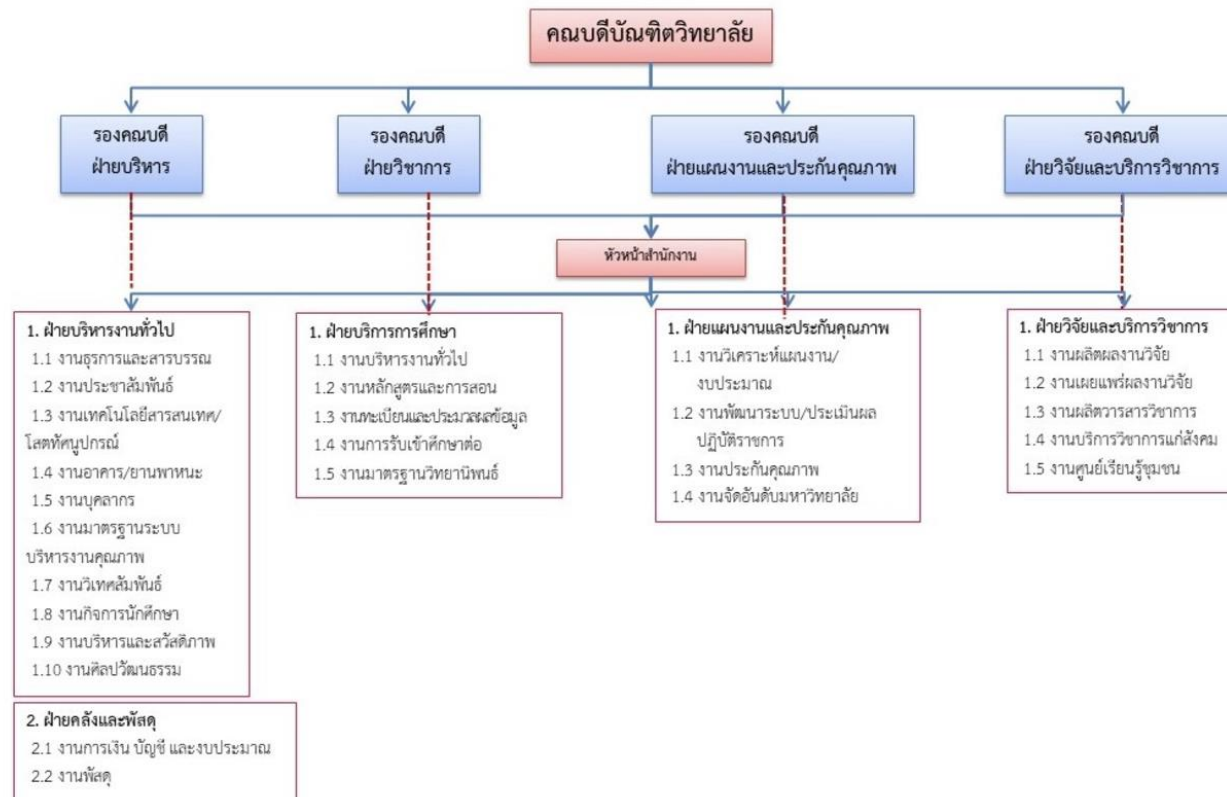 คณบดีบัณฑิตวิทยาลัย
รองคณบดี
ฝ่ายบริหาร
รองคณบดี
ฝ่ายวิชาการ
รองคณบดี
ฝ่ายแผนงานและประกันคุณภาพ
รองคณบดี
ฝ่ายวิจัยและบริการวิชาการ
หัวหน้าสำนักงาน
1. ฝ่ายบริหารงานทั่วไป
1.1 งานธุรการและสารบรรณ
1.2 งานประชาสัมพันธ์
1.3 งานเทคโนโลยีสารสนเทศ/
โสตทัศนูปกรณ์
1.4 งานอาคาร/ยานพาหนะ
1.5 งานบุคลากร
1.6 งานมาตรฐานระบบ
บริหารงานคุณภาพ
1.7 งานวิเทศสัมพันธ์
1.8 งานกิจการนักศึกษา
1.9 งานบริหารและสวัสดิภาพ
1.10 งานศิลปวัฒนธรรม
2. ฝ่ายคลังและพัสดุ
2.1 งานการเงิน บัญชี และงบประมาณ
2.2 งานพัสดุ
1. ฝ่ายบริการการศึกษา
1.1 งานบริหารงานทั่วไป
1.2 งานหลักสูตรและการสอน
1.3 งานทะเบียนและประมวลผลข้อมูล
1.4 งานการรับเข้าศึกษาต่อ
1.5 งานมาตรฐานวิทยานิพนธ์
1. ฝ่ายแผนงานและประกันคุณภาพ
1.1 งานวิเคราะห์แผนงาน/
งบประมาณ
1.2 งานพัฒนาระบบ/ประเมินผล
ปฏิบัติราชการ
1.3 งานประกันคุณภาพ
1.4 งานจัดอันดับมหาวิทยาลัย
1. ฝ่ายวิจัยและบริการวิชาการ
1.1 งานผลิตผลงานวิจัย
1.2 งานเผยแพร่ผลงานวิจัย
1.3 งานผลิตวารสารวิชาการ
1.4 งานบริการวิชาการแก่สังคม
1.5 งานศูนย์เรียนรู้ชุมชน